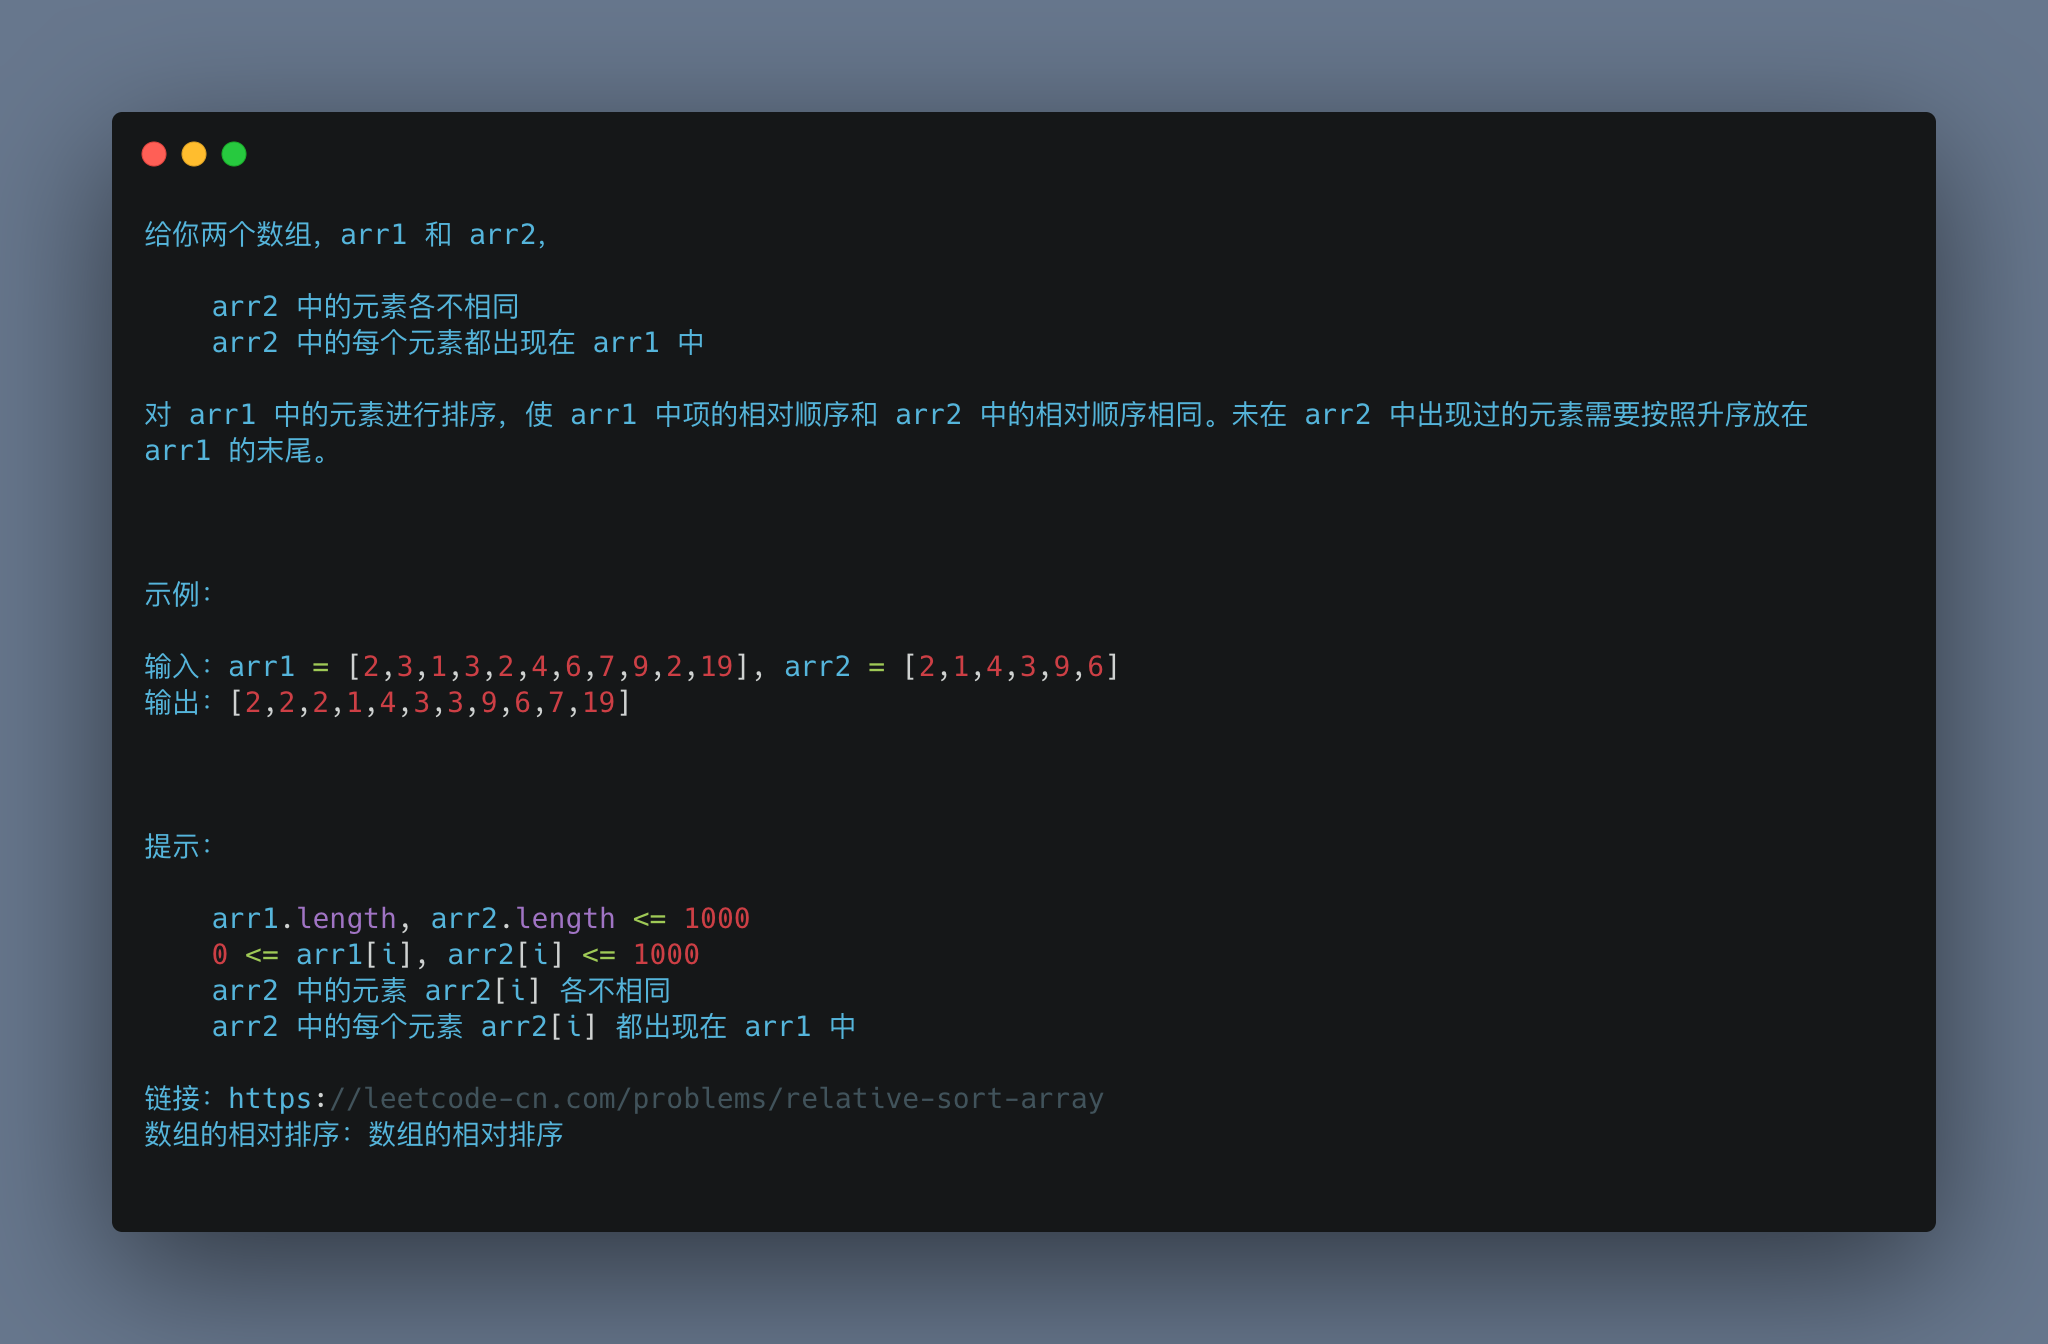 给你两个数组，arr1 和 arr2，
arr2 中的元素各不相同
arr2 中的每个元素都出现在 arr1 中
对 arr1 中的元素进行排序，使 arr1 中项的相对顺序和 arr2 中的相对顺序相同。未在 arr2 中出现过的元素需要按照升序放在
arr1 的末尾。
示例：
输入：arr1 = [2,3,1,3,2,4,6,7,9,2,19], arr2 = [2,1,4,3,9,6]
输出：[2,2,2,1,4,3,3,9,6,7,19]
提示：
arr1.length, arr2.length <= 1000
0 <= arr1[i], arr2[i] <= 1000
arr2 中的元素 arr2[i] 各不相同
arr2 中的每个元素 arr2[i] 都出现在 arr1 中
链接：https://leetcode-cn.com/problems/relative-sort-array
数组的相对排序：数组的相对排序